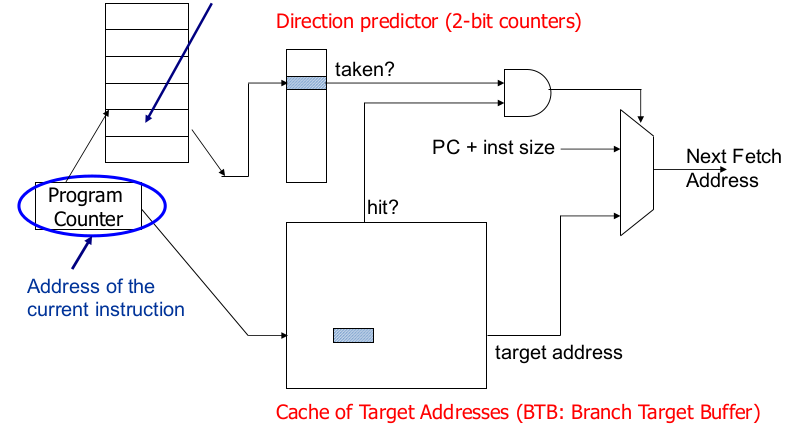 Direction predictor (2-bit counters)
taken?
PC + inst size
Next Fetch
Address
Program
Counter
hit?
Address of the
current instruction
target address
Cache of Target Addresses (BTB: Branch Target Buffer)